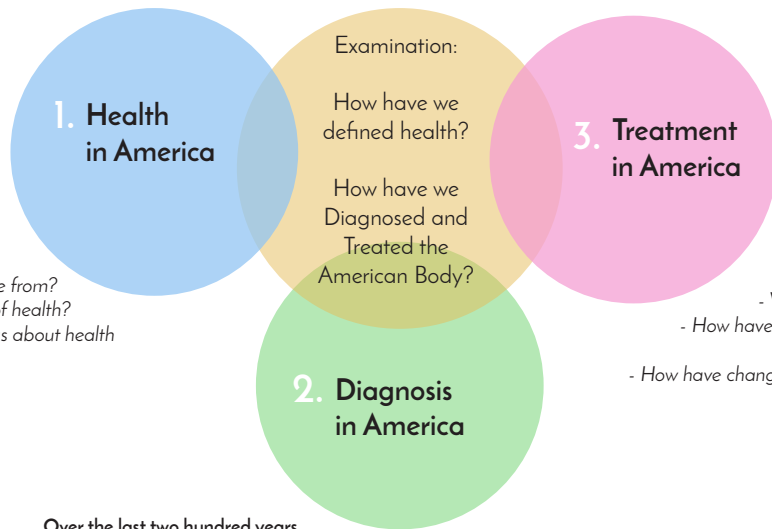 Examination:
How have we
defined health?
How have we
Diagnosed and
Treated the
American Body?
1. Health
in America
3. Treatment
in America
from?
of health?
about health
- How have
- How have
2. Diagnosis
in America
Over the last two hundred years